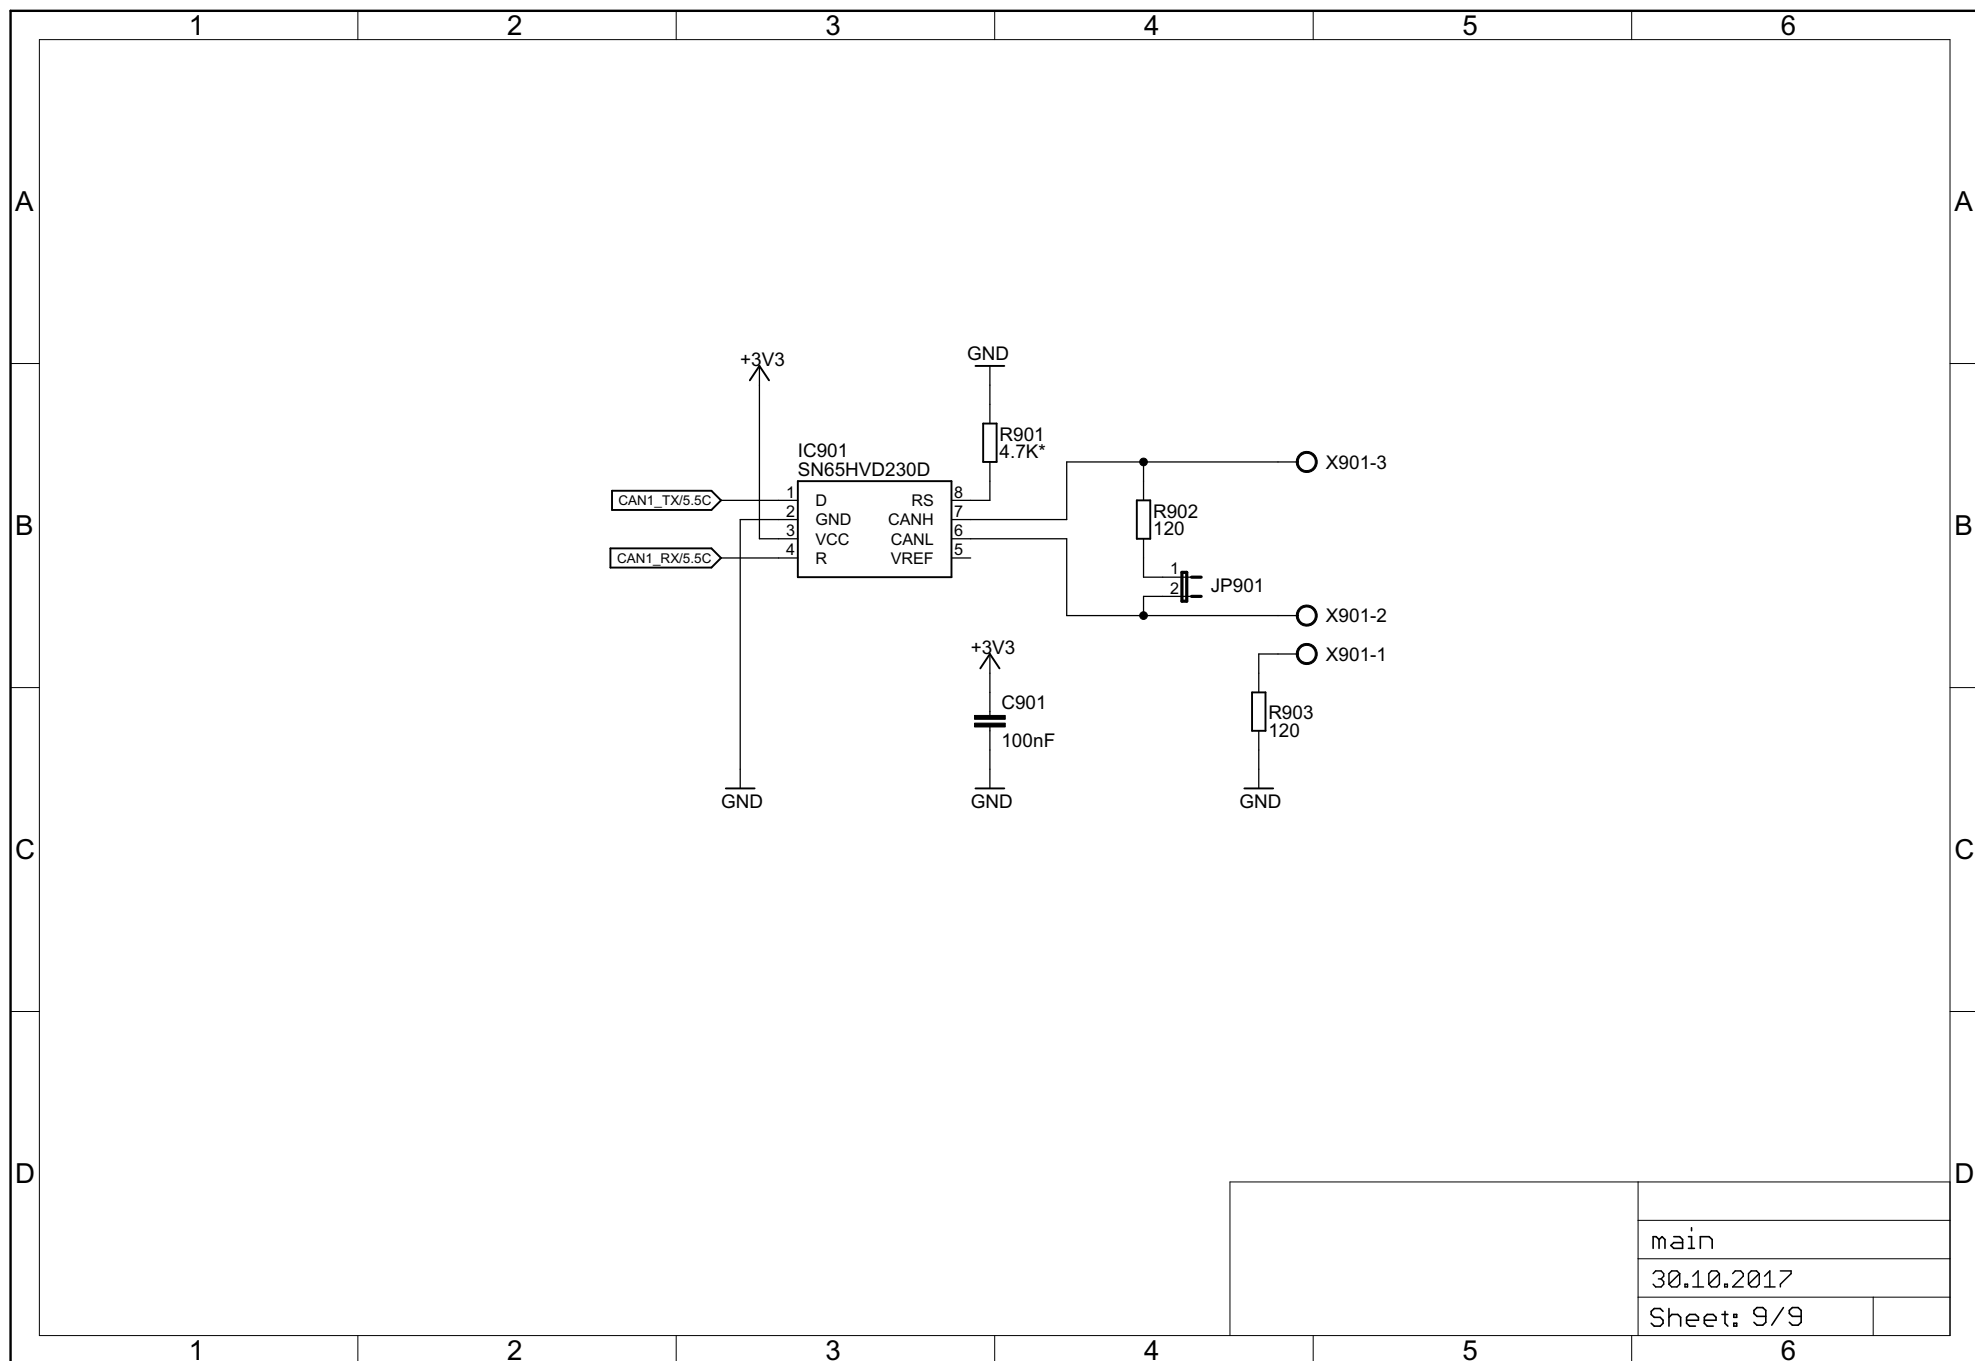 1 2 3 4 5 6
A A
+3V3
GND
R901
4.7K*
IC901
SN65HVD230D
X901-3
CAN1_TX/5.5C
1 D RS 8
2 GND CANH 7
3 VCC CANL 6
4 R VREF 5
CAN1_RX/5.5C
R902
120
B B
1
2
JP901
X901-2
+3V3
X901-1
C901
100nF
R903
120
GND GND GND
C C
D D
main
30.10.2017
Sheet: 9/9
1 2 3 4 5 6